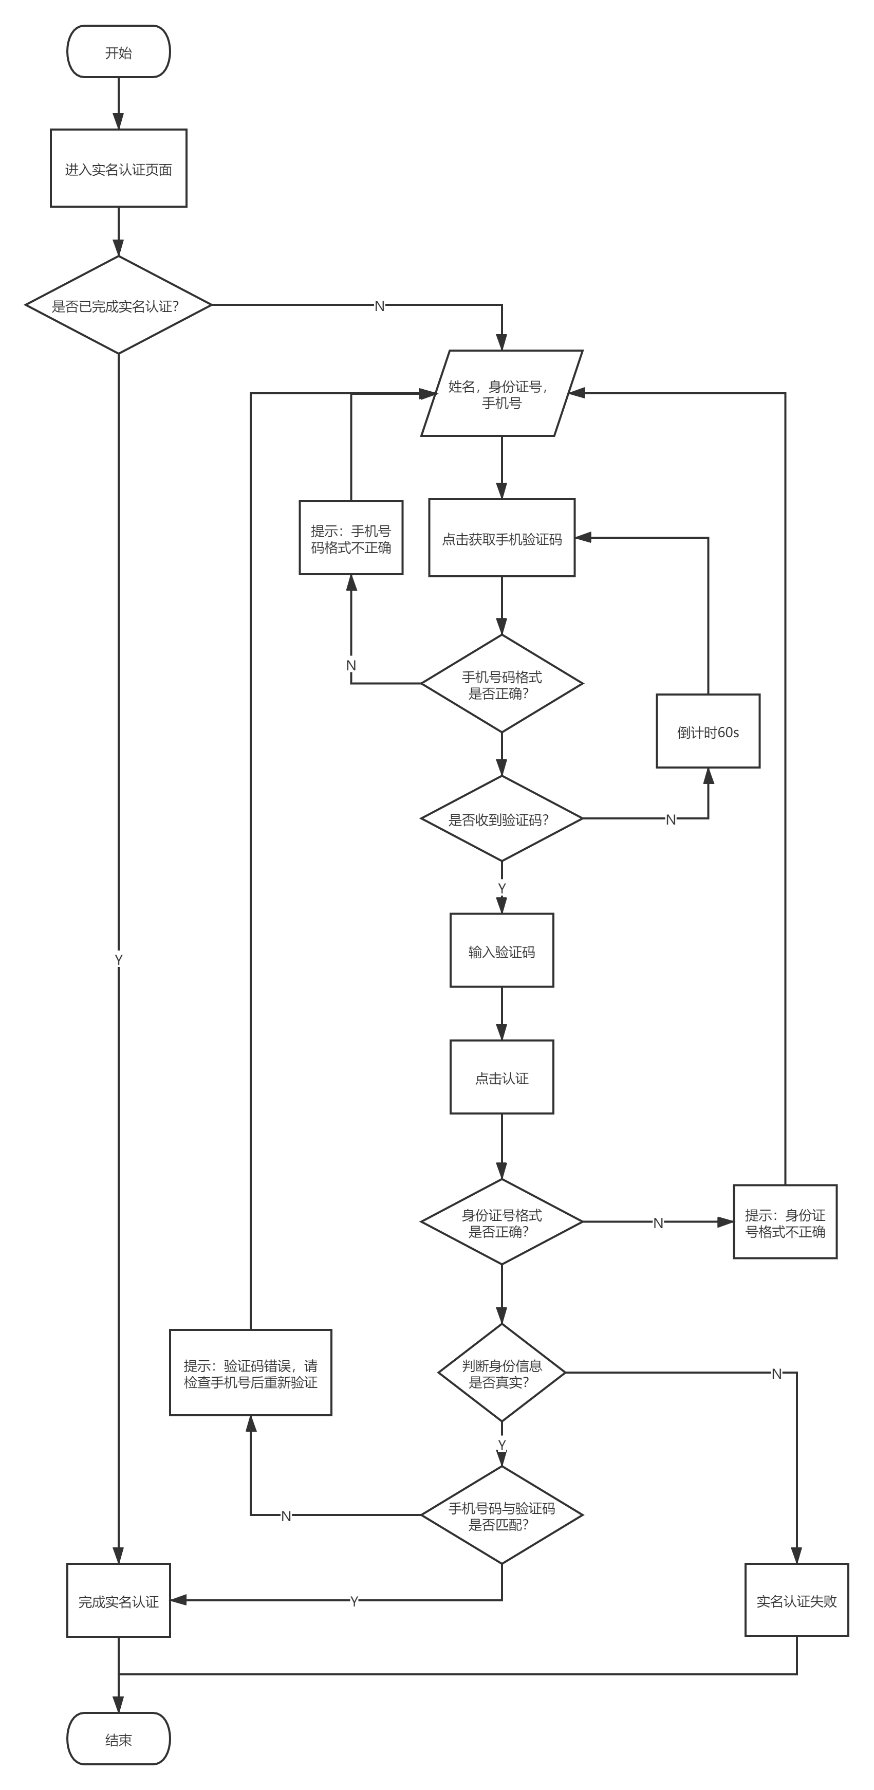 开始
进入实名认证页面
是否已完成实名认证？
N
姓名，身份证号，
手机号
提示：手机号
码格式不正确
点击获取手机验证码
N
手机号码格式
是否正确？
倒计时60s
是否收到验证码？
N
Y
输入验证码
Y
点击认证
身份证号格式
是否正确？
N
提示：身份证
号格式不正确
提示：验证码错误，请
检查手机号后重新验证
判断身份信息
是否真实？
N
Y
手机号码与验证码
是否匹配？
N
完成实名认证
Y
实名认证失败
结束